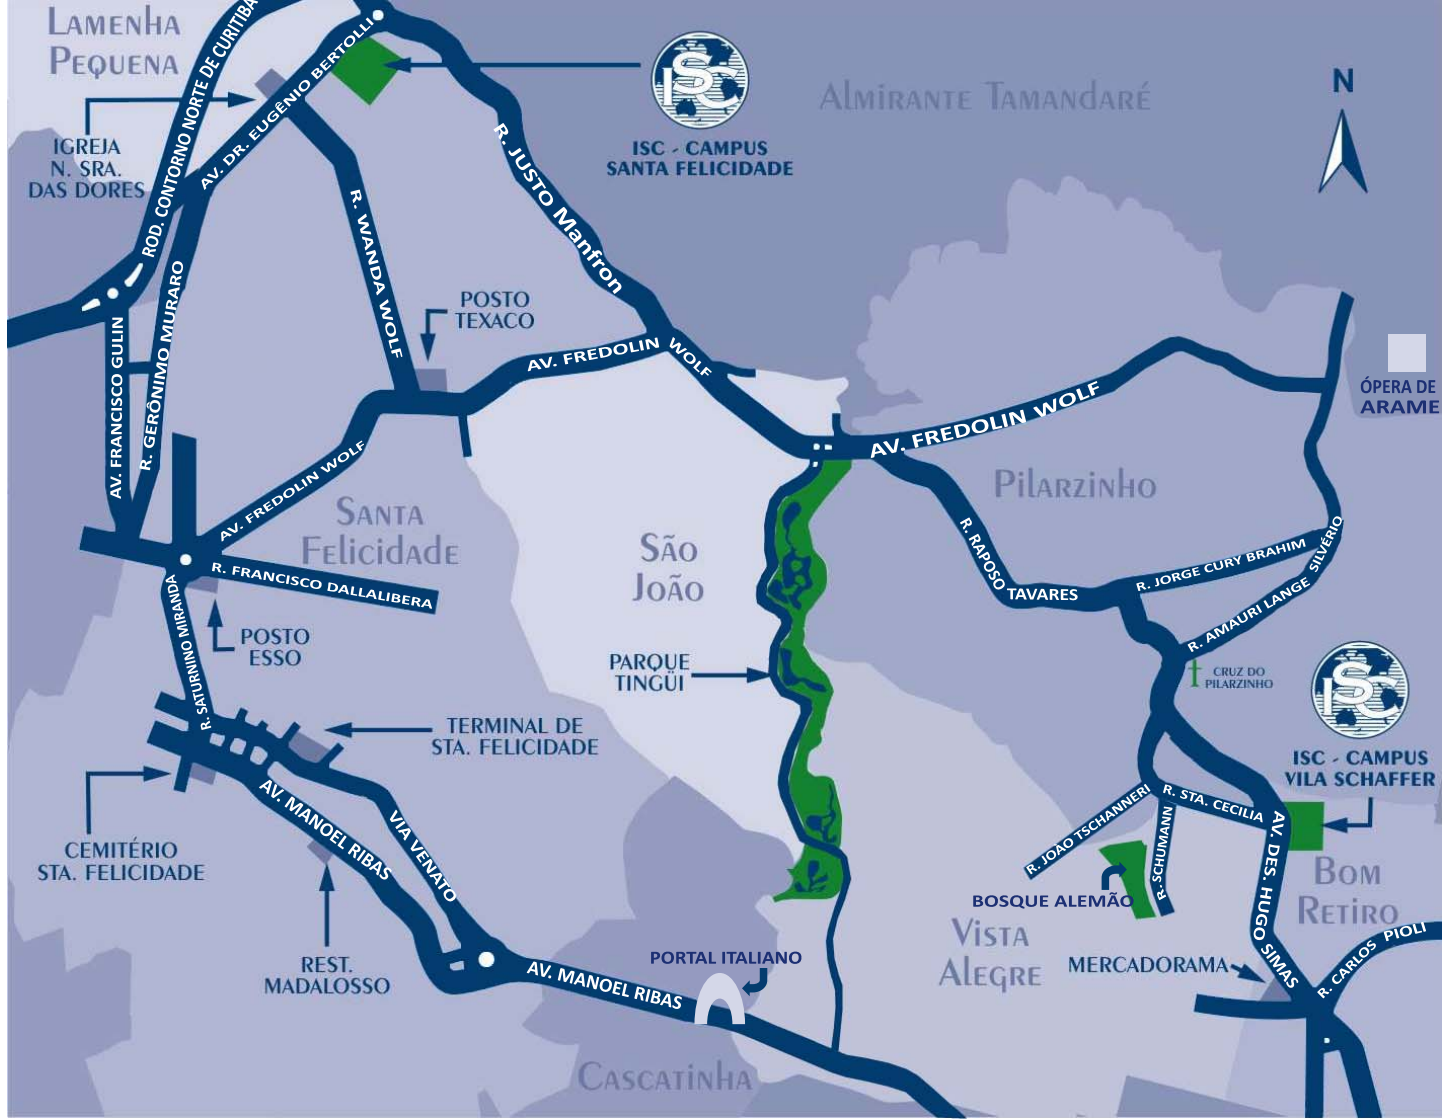 LAMENHA
PEQUENA
ROD. CONTORNO NORTE DE CURITIBA
AV. DR. EUGÊNIO BERTOLLI
IGREJA
N. SRA.
DAS DORES
ISC
ISC - CAMPUS
SANTA FELICIDADE
ALMIRANTE TAMANDARÉ
N
R. JUSTO Manfron
R. WANDA WOLF
POSTO
TEXACO
AV. FRANCISCO GULIN
R. GERÔNIMO MURARO
AV. FREDOLIN WOLF
AV. FREDOLIN WOLF
AV. FREDOLIN WOLF
ÓPERA DE
ARAME
PILARZINHO
SANTA
FELICIDADE
SÃO
JOÃO
R. FRANCISCO DALLALIBERA
R. RAPOSO TAVARES
R. JORGE CURY BRAHIM
R. AMAURI LANGE SILVÉRIO
R. SATURNINO MIRANDA
POSTO
ESSO
PARQUE
TINGÜI
CRUZ DO
PILARZINHO
ISC
ISC - CAMPUS
VILA SCHAFFER
TERMINAL DE
STA. FELICIDADE
CEMITÉRIO
STA. FELICIDADE
AV. MANOEL RIBAS
VIA VENATO
R. JOAO TSCHANNERI
R. STA. CECILIA
R. SCHUMANN
AV. DES. HUGO SIMAS
BOSQUE ALEMÃO
BOM
RETIRO
VISTA
ALEGRE
MERCADORAMA
R. CARLOS PIOLI
REST.
MADALOSSO
AV. MANOEL RIBAS
PORTAL ITALIANO
CASCATINHA